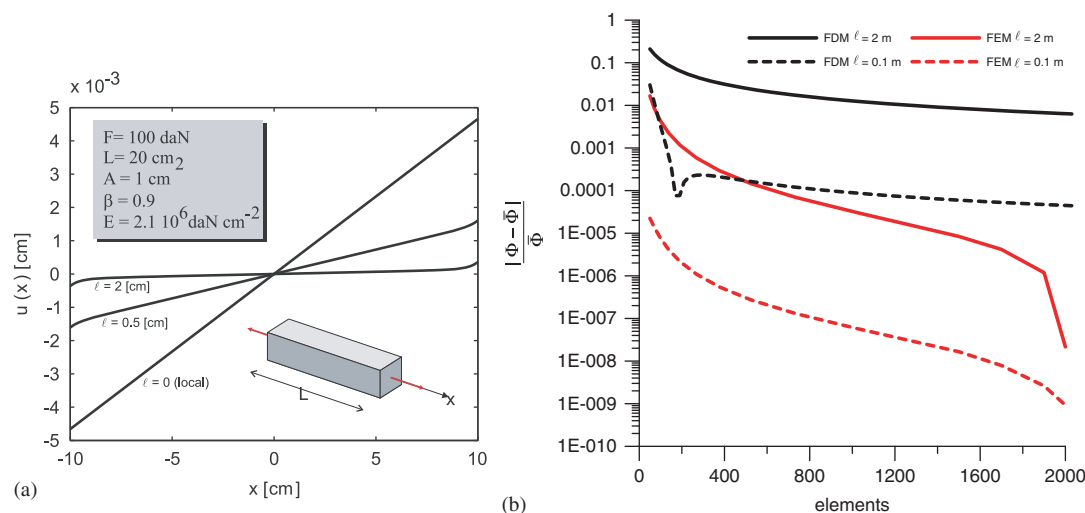 x 10⁻³
5
4
3
2
1
0
-1
-2
-3
-4
-5
u (x) [cm]
F= 100 daN
L= 20 cm
A = 1 cm²
β = 0.9
E = 2.1 10⁶daN cm⁻²
ℓ = 2 [cm]
ℓ = 0.5 [cm]
ℓ = 0 (local)
L
x
-10
-5
0
5
10
x [cm]
(a)
(b)
1
0.1
0.01
0.001
0.0001
1E-005
1E-006
1E-007
1E-008
1E-009
1E-010
|Φ − Φ̅|
Φ̅
FDM ℓ = 2 m
FEM ℓ = 2 m
FDM ℓ = 0.1 m
FEM ℓ = 0.1 m
0
400
800
1200
1600
2000
elements